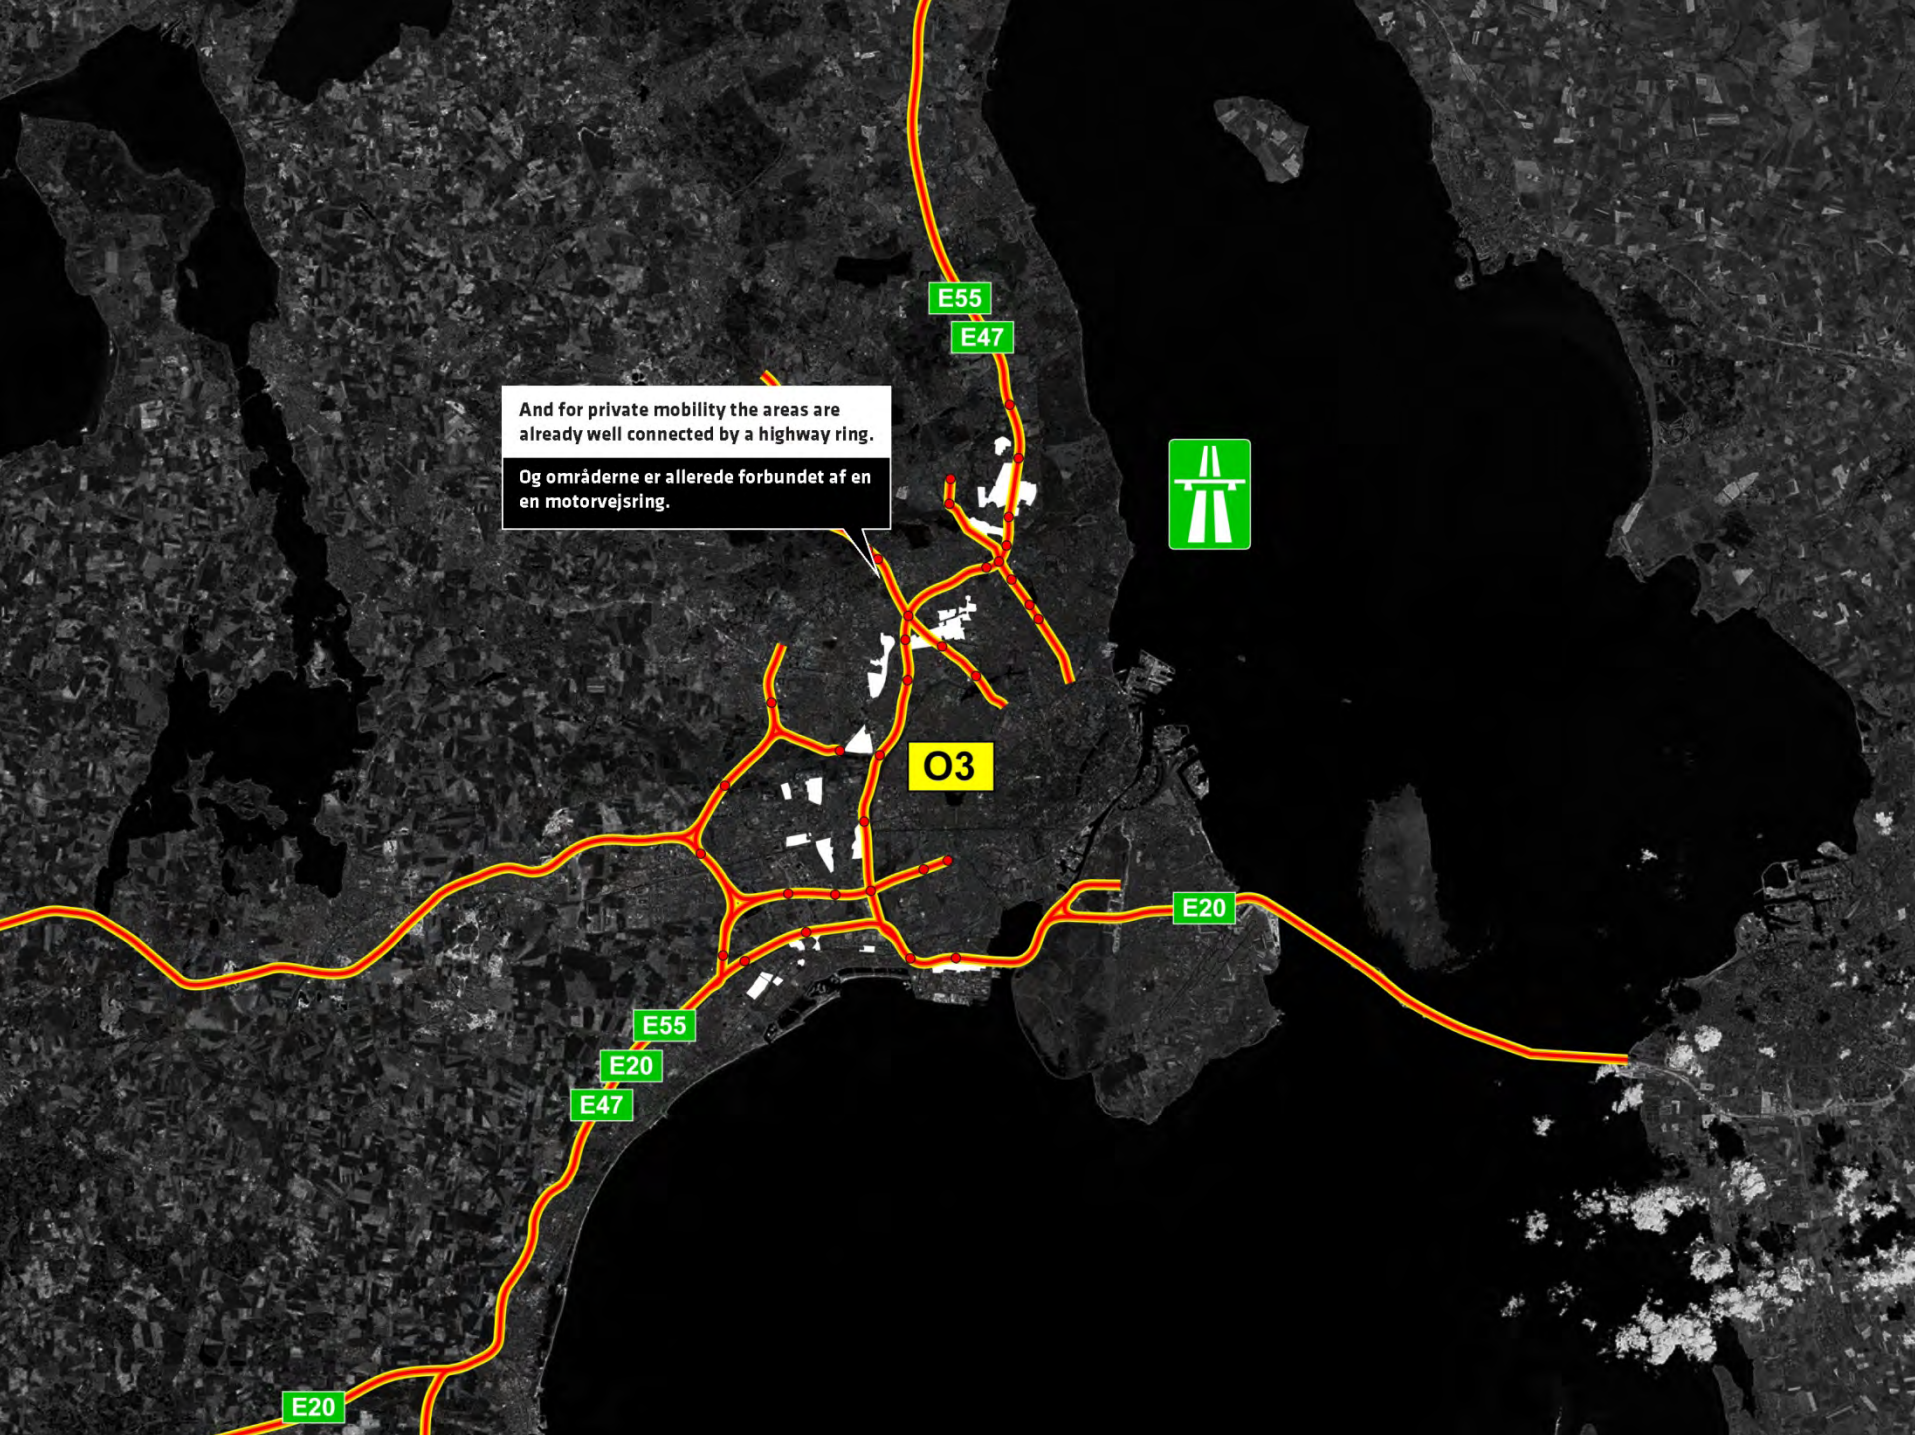 E55
E47
And for private mobility the areas are
already well connected by a highway ring.
Og områderne er allerede forbundet af en
en motorvejsring.
O3
E20
E55
E20
E47
E20